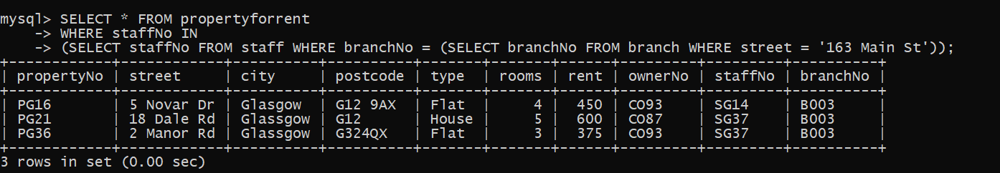 mysql> SELECT * FROM propertyforrent
    -> WHERE staffNo IN
    -> (SELECT staffNo FROM staff WHERE branchNo = (SELECT branchNo FROM branch WHERE street = '163 Main St'));
+------------+------------+-----------+----------+-------+-------+------+---------+---------+----------+
| propertyNo | street     | city      | postcode | type  | rooms | rent | ownerNo | staffNo | branchNo |
+------------+------------+-----------+----------+-------+-------+------+---------+---------+----------+
| PG16       | 5 Novar Dr | Glasgow   | G12 9AX  | Flat  |     4 |  450 | CO93    | SG14    | B003     |
| PG21       | 18 Dale Rd | Glassgow  | G12      | House |     5 |  600 | CO87    | SG37    | B003     |
| PG36       | 2 Manor Rd | Glassgow  | G324QX   | Flat  |     3 |  375 | CO93    | SG37    | B003     |
+------------+------------+-----------+----------+-------+-------+------+---------+---------+----------+
3 rows in set (0.00 sec)